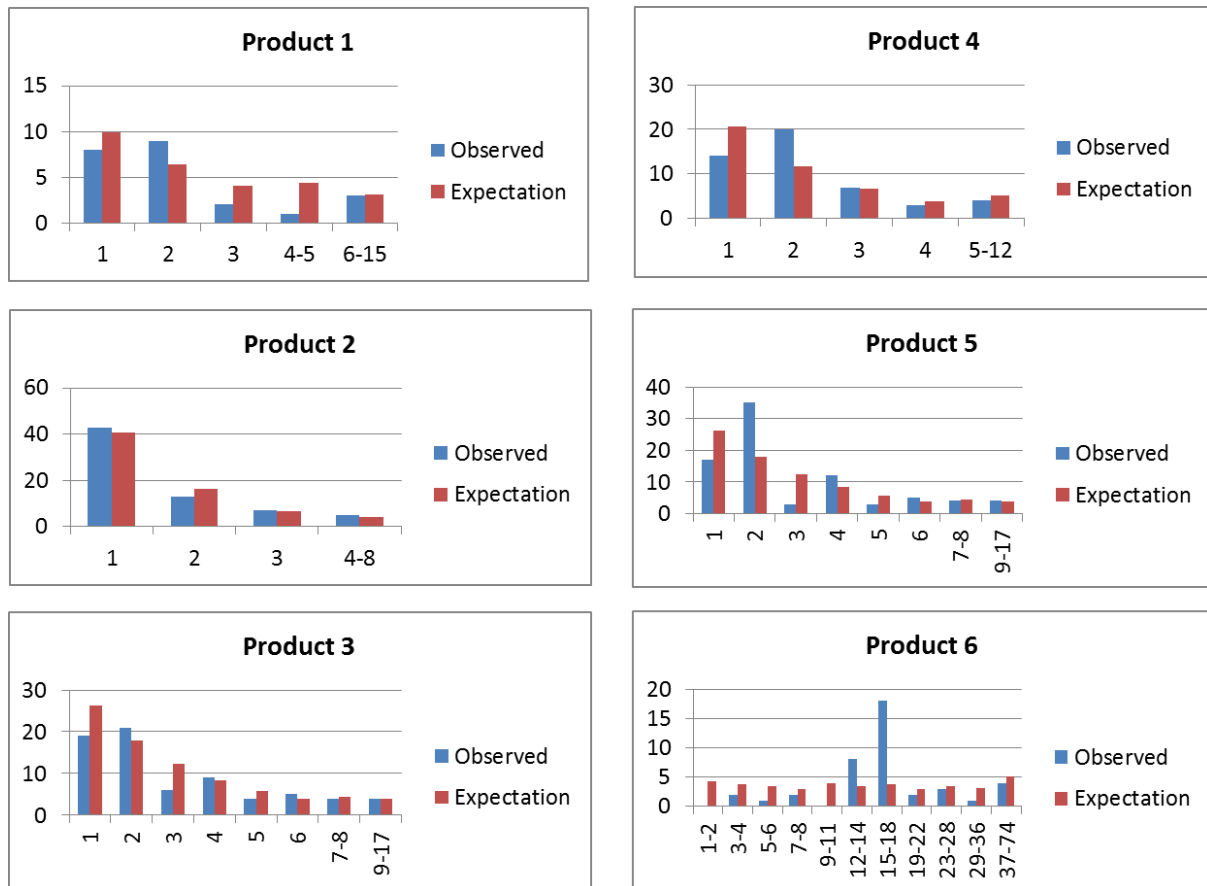 Product 1
15
10
5
0
1 2 3 4-5 6-15
Observed
Expectation
Product 4
30
20
10
0
1 2 3 4 5-12
Observed
Expectation
Product 2
60
40
20
0
1 2 3 4-8
Observed
Expectation
Product 5
40
30
20
10
0
1 2 3 4 5 6 7-8 9-17
Observed
Expectation
Product 3
30
20
10
0
1 2 3 4 5 6 7-8 9-17
Observed
Expectation
Product 6
20
15
10
5
0
1-2 3-4 5-6 7-8 9-11 12-14 15-18 19-22 23-28 29-36 37-74
Observed
Expectation